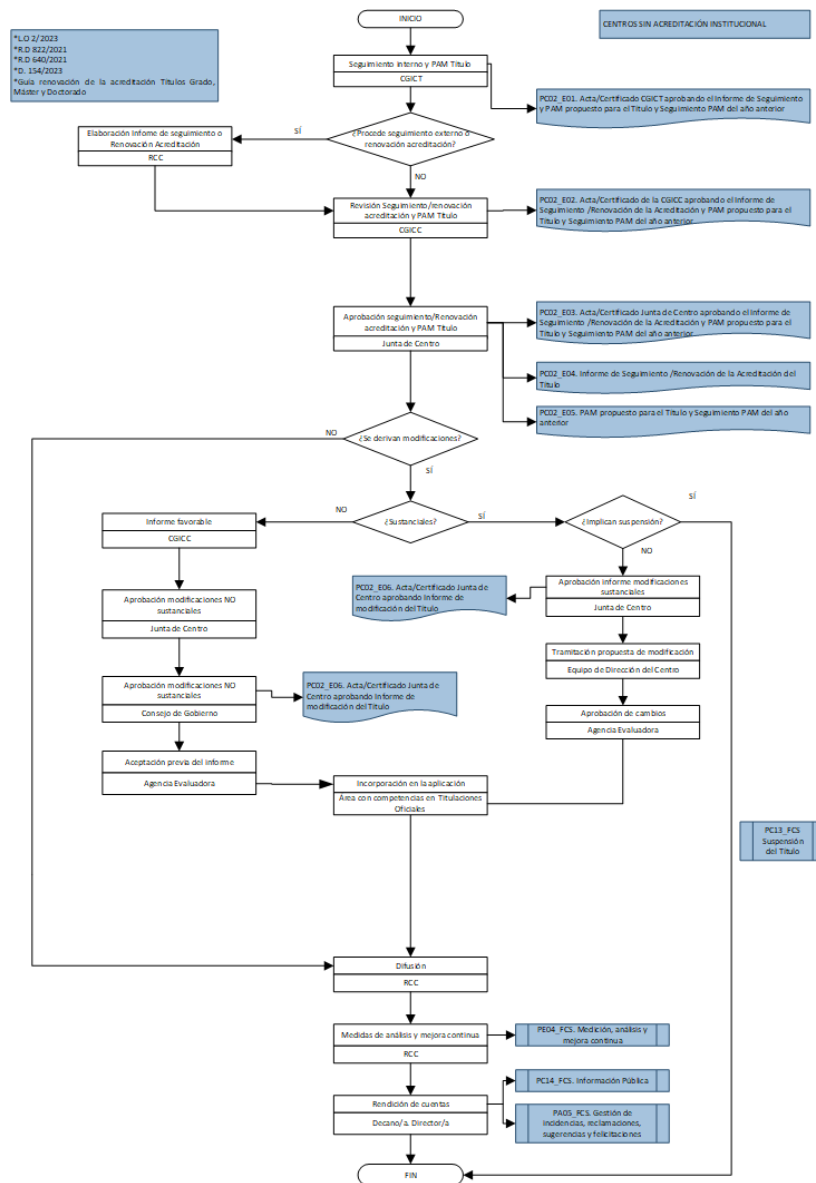 INICIO
CENTROS SIN ACREDITACIÓN INSTITUCIONAL
*L.O 2/2023
*R.D 822/2021
*R.D 640/2021
*D. 154/2023
*Guía renovación de la acreditación Títulos Grado,
Máster y Doctorado
Seguimiento interno y PAM Título
CGICT
PC02_E01. Acta/Certificado CGICT aprobando el Informe de Seguimiento
y PAM propuesto para el Título y Seguimiento PAM del año anterior
¿Procede seguimiento externo o
renovación acreditación?
SÍ
NO
Elaboración Informe de seguimiento o
Renovación Acreditación
RCC
Revisión Seguimiento/renovación
acreditación y PAM Título
CGICC
PC02_E02. Acta/Certificado de la CGICC aprobando el Informe de
Seguimiento /Renovación de la Acreditación y PAM propuesto para el
Título y Seguimiento PAM del año anterior
Aprobación seguimiento/Renovación
acreditación y PAM Título
Junta de Centro
PC02_E03. Acta/Certificado Junta de Centro aprobando el Informe de
Seguimiento /Renovación de la Acreditación y PAM propuesto para el
Título y Seguimiento PAM del año anterior
PC02_E04. Informe de Seguimiento /Renovación de la Acreditación del
Título
PC02_E05. PAM propuesto para el Título y Seguimiento PAM del año
anterior
¿Se derivan modificaciones?
NO
SÍ
¿Sustanciales?
NO
SÍ
¿Implican suspensión?
SÍ
NO
Informe favorable
CGICC
Aprobación modificaciones NO
sustanciales
Junta de Centro
Aprobación modificaciones NO
sustanciales
Consejo de Gobierno
PC02_E06. Acta/Certificado Junta de
Centro aprobando Informe de
modificación del Título
Aceptación previa del informe
Agencia Evaluadora
Aprobación informe modificaciones
sustanciales
Junta de Centro
PC02_E06. Acta/Certificado Junta de
Centro aprobando Informe de
modificación del Título
Tramitación propuesta de modificación
Equipo de Dirección del Centro
Aprobación de cambios
Agencia Evaluadora
Incorporación en la aplicación
Área con competencias en Titulaciones
Oficiales
PC13_FCS
Suspensión
del Título
Difusión
RCC
Medidas de análisis y mejora continua
RCC
PE04_FCS. Medición, análisis y
mejora continua
Rendición de cuentas
Decano/a. Director/a
PC14_FCS. Información Pública
PA05_FCS. Gestión de
incidencias, reclamaciones,
sugerencias y felicitaciones
FIN